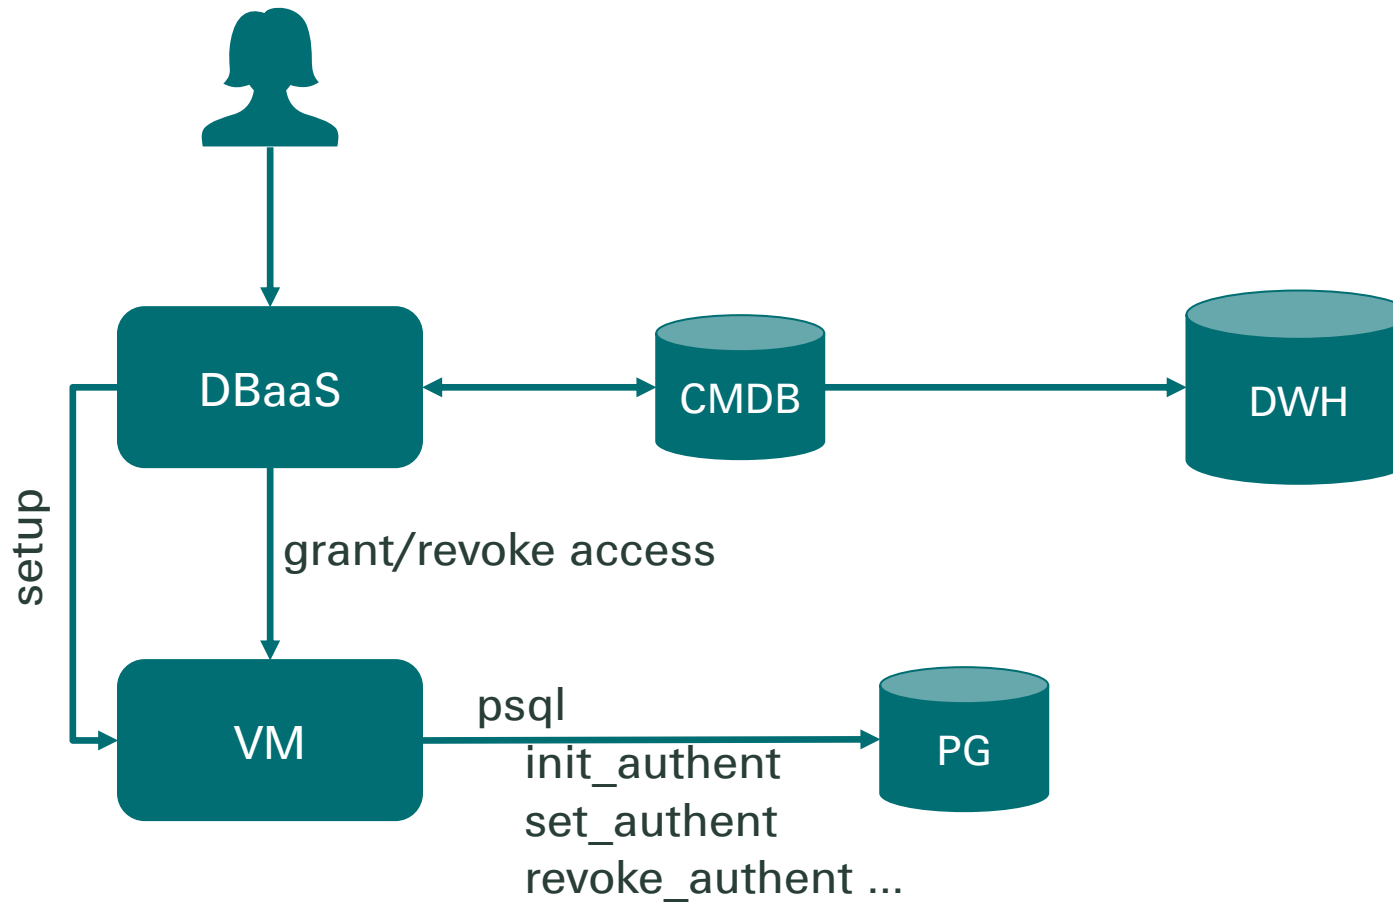 DBaaS
CMDB
DWH
setup
grant/revoke access
VM
psql
init_authent
set_authent
revoke_authent ...
PG